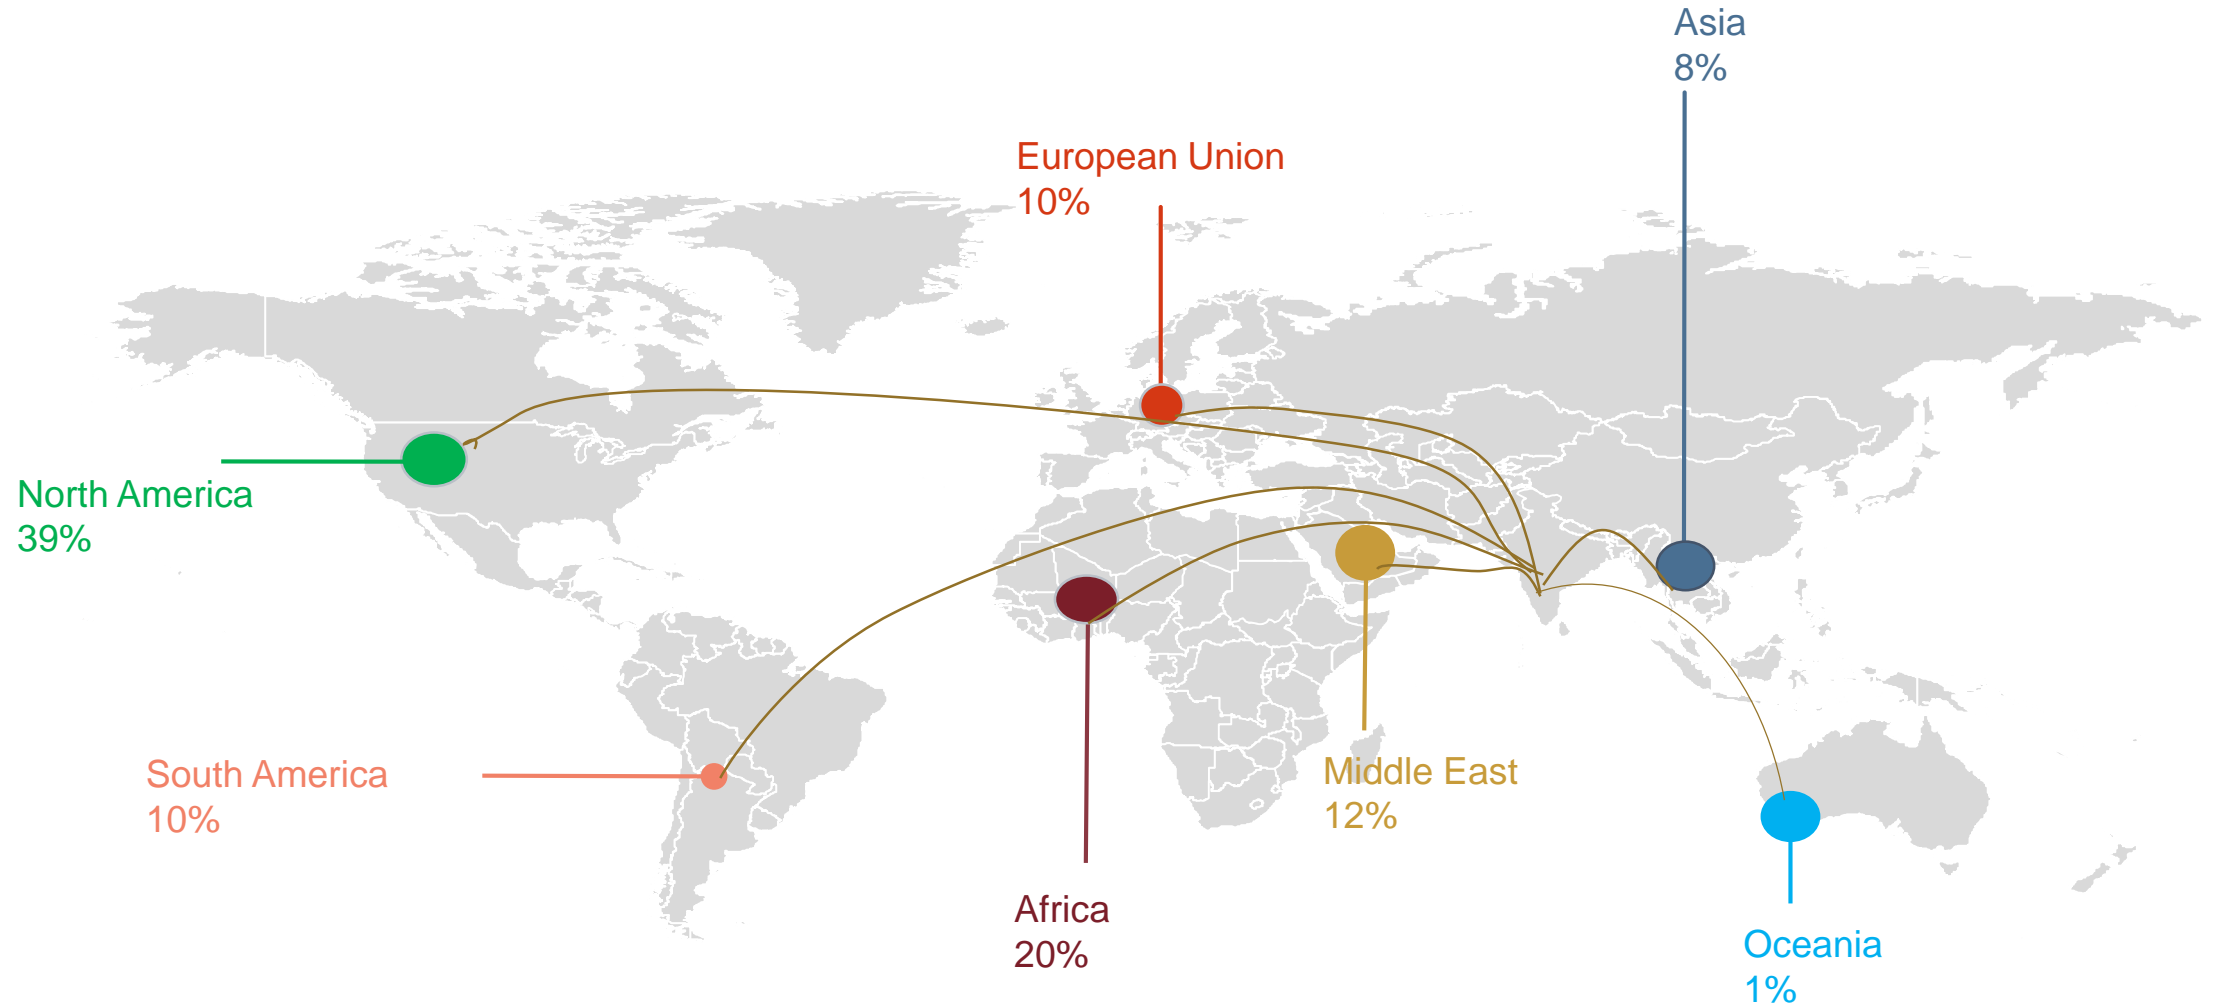 Asia
8%
European Union
10%
North America
39%
South America
10%
Middle East
12%
Africa
20%
Oceania
1%